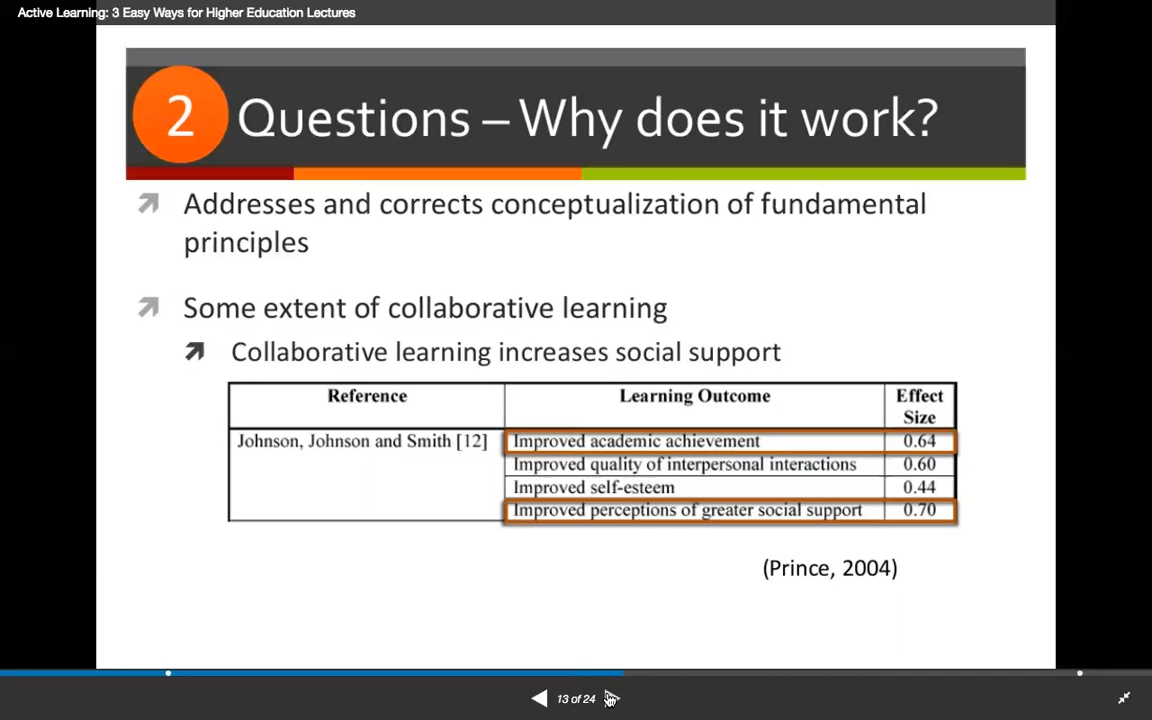 Active Learning: 3 Easy Ways for Higher Education Lectures
2 Questions – Why does it work?
Addresses and corrects conceptualization of fundamental
principles
Some extent of collaborative learning
Collaborative learning increases social support
Reference Learning Outcome Effect
Size
Johnson, Johnson and Smith [12] Improved academic achievement 0.64
Improved quality of interpersonal interactions 0.60
Improved self-esteem 0.44
Improved perceptions of greater social support 0.70
(Prince, 2004)
13 of 24